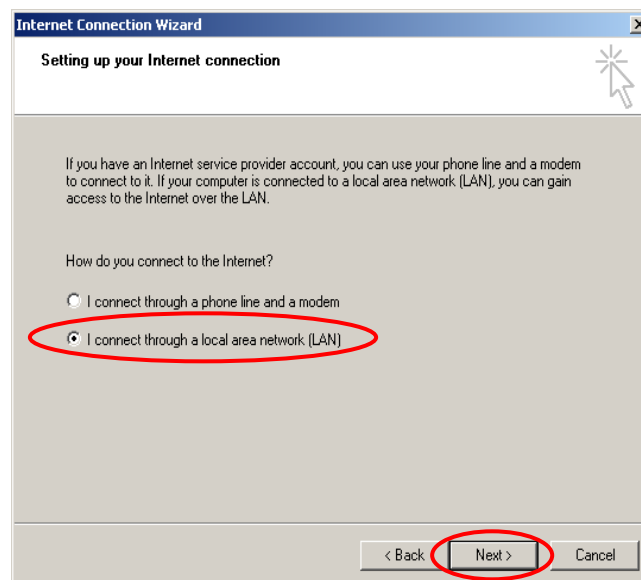 Internet Connection Wizard
Setting up your Internet connection
If you have an Internet service provider account, you can use your phone line and a modem
to connect to it. If your computer is connected to a local area network (LAN), you can gain
access to the Internet over the LAN.
How do you connect to the Internet?
I connect through a phone line and a modem
I connect through a local area network (LAN)
< Back Next > Cancel